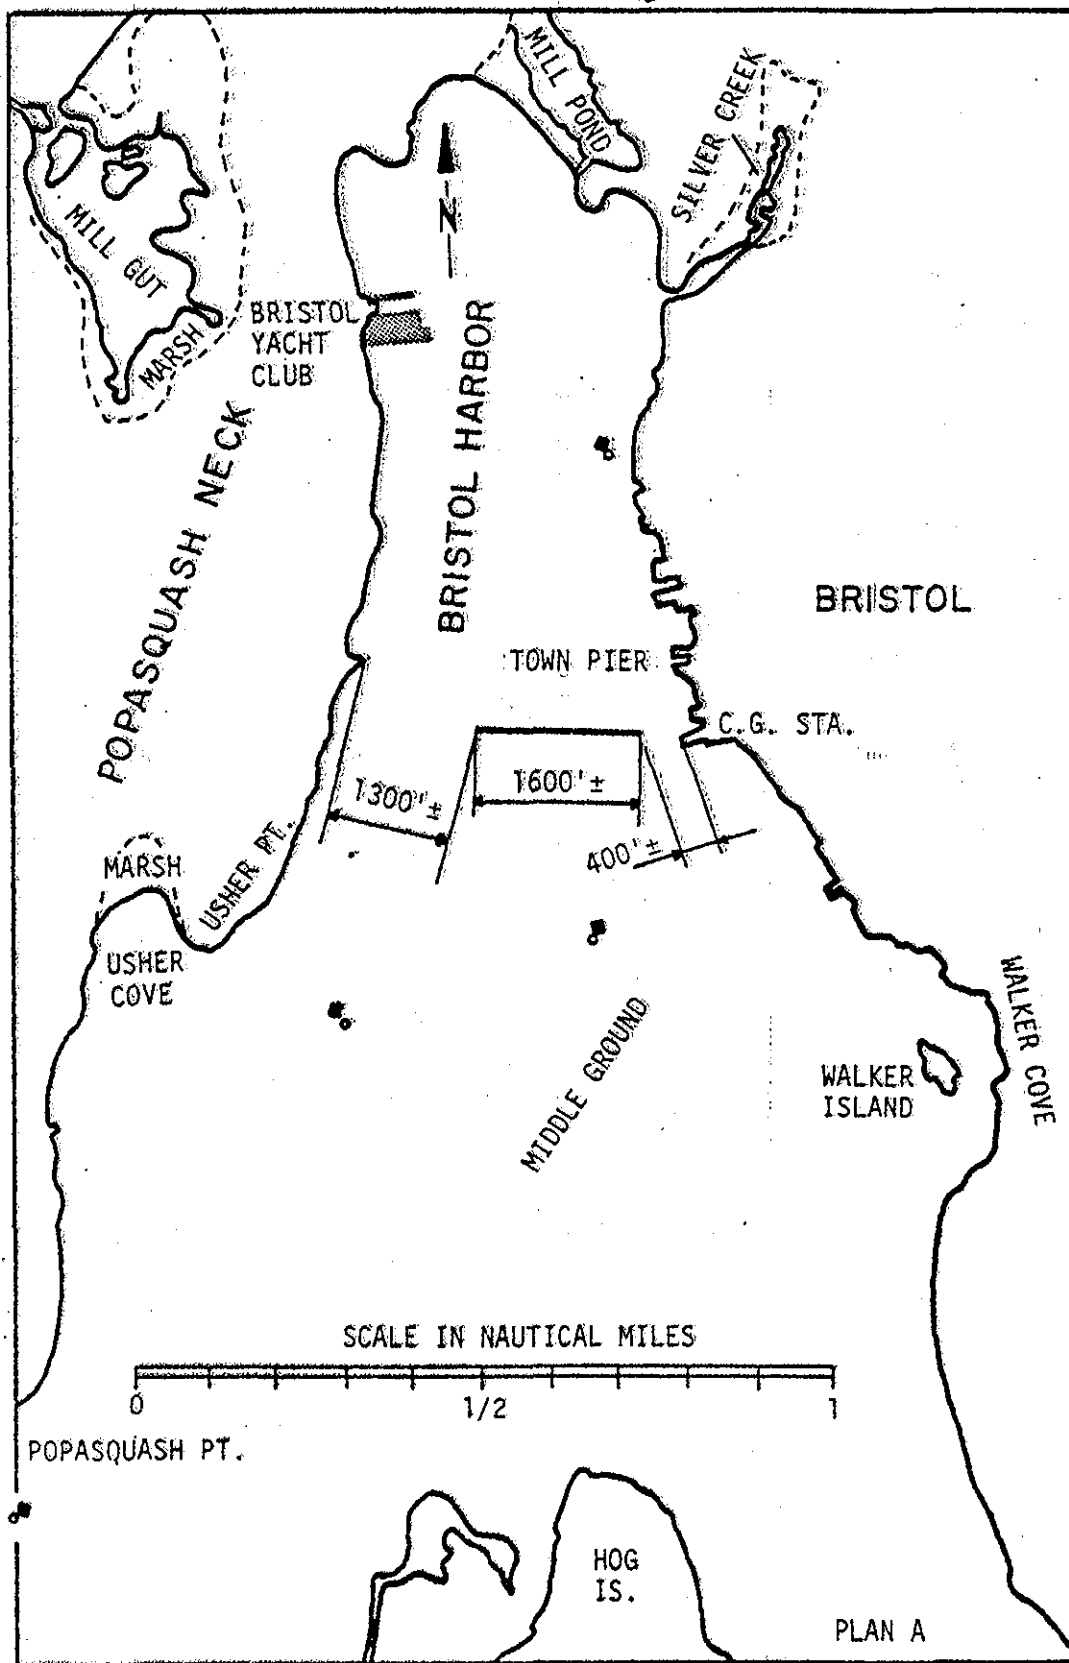 MILL POND
SILVER CREEK
MILL GUT
MARSH
N
BRISTOL
YACHT
CLUB
BRISTOL HARBOR
POPASQUASH NECK
BRISTOL
TOWN PIER
C.G. STA.
1300'±
1600'±
400'±
USHER PT.
MARSH
USHER
COVE
WALKER COVE
MIDDLE GROUND
WALKER
ISLAND
SCALE IN NAUTICAL MILES
0 1/2 1
POPASQUASH PT.
HOG
IS.
PLAN A